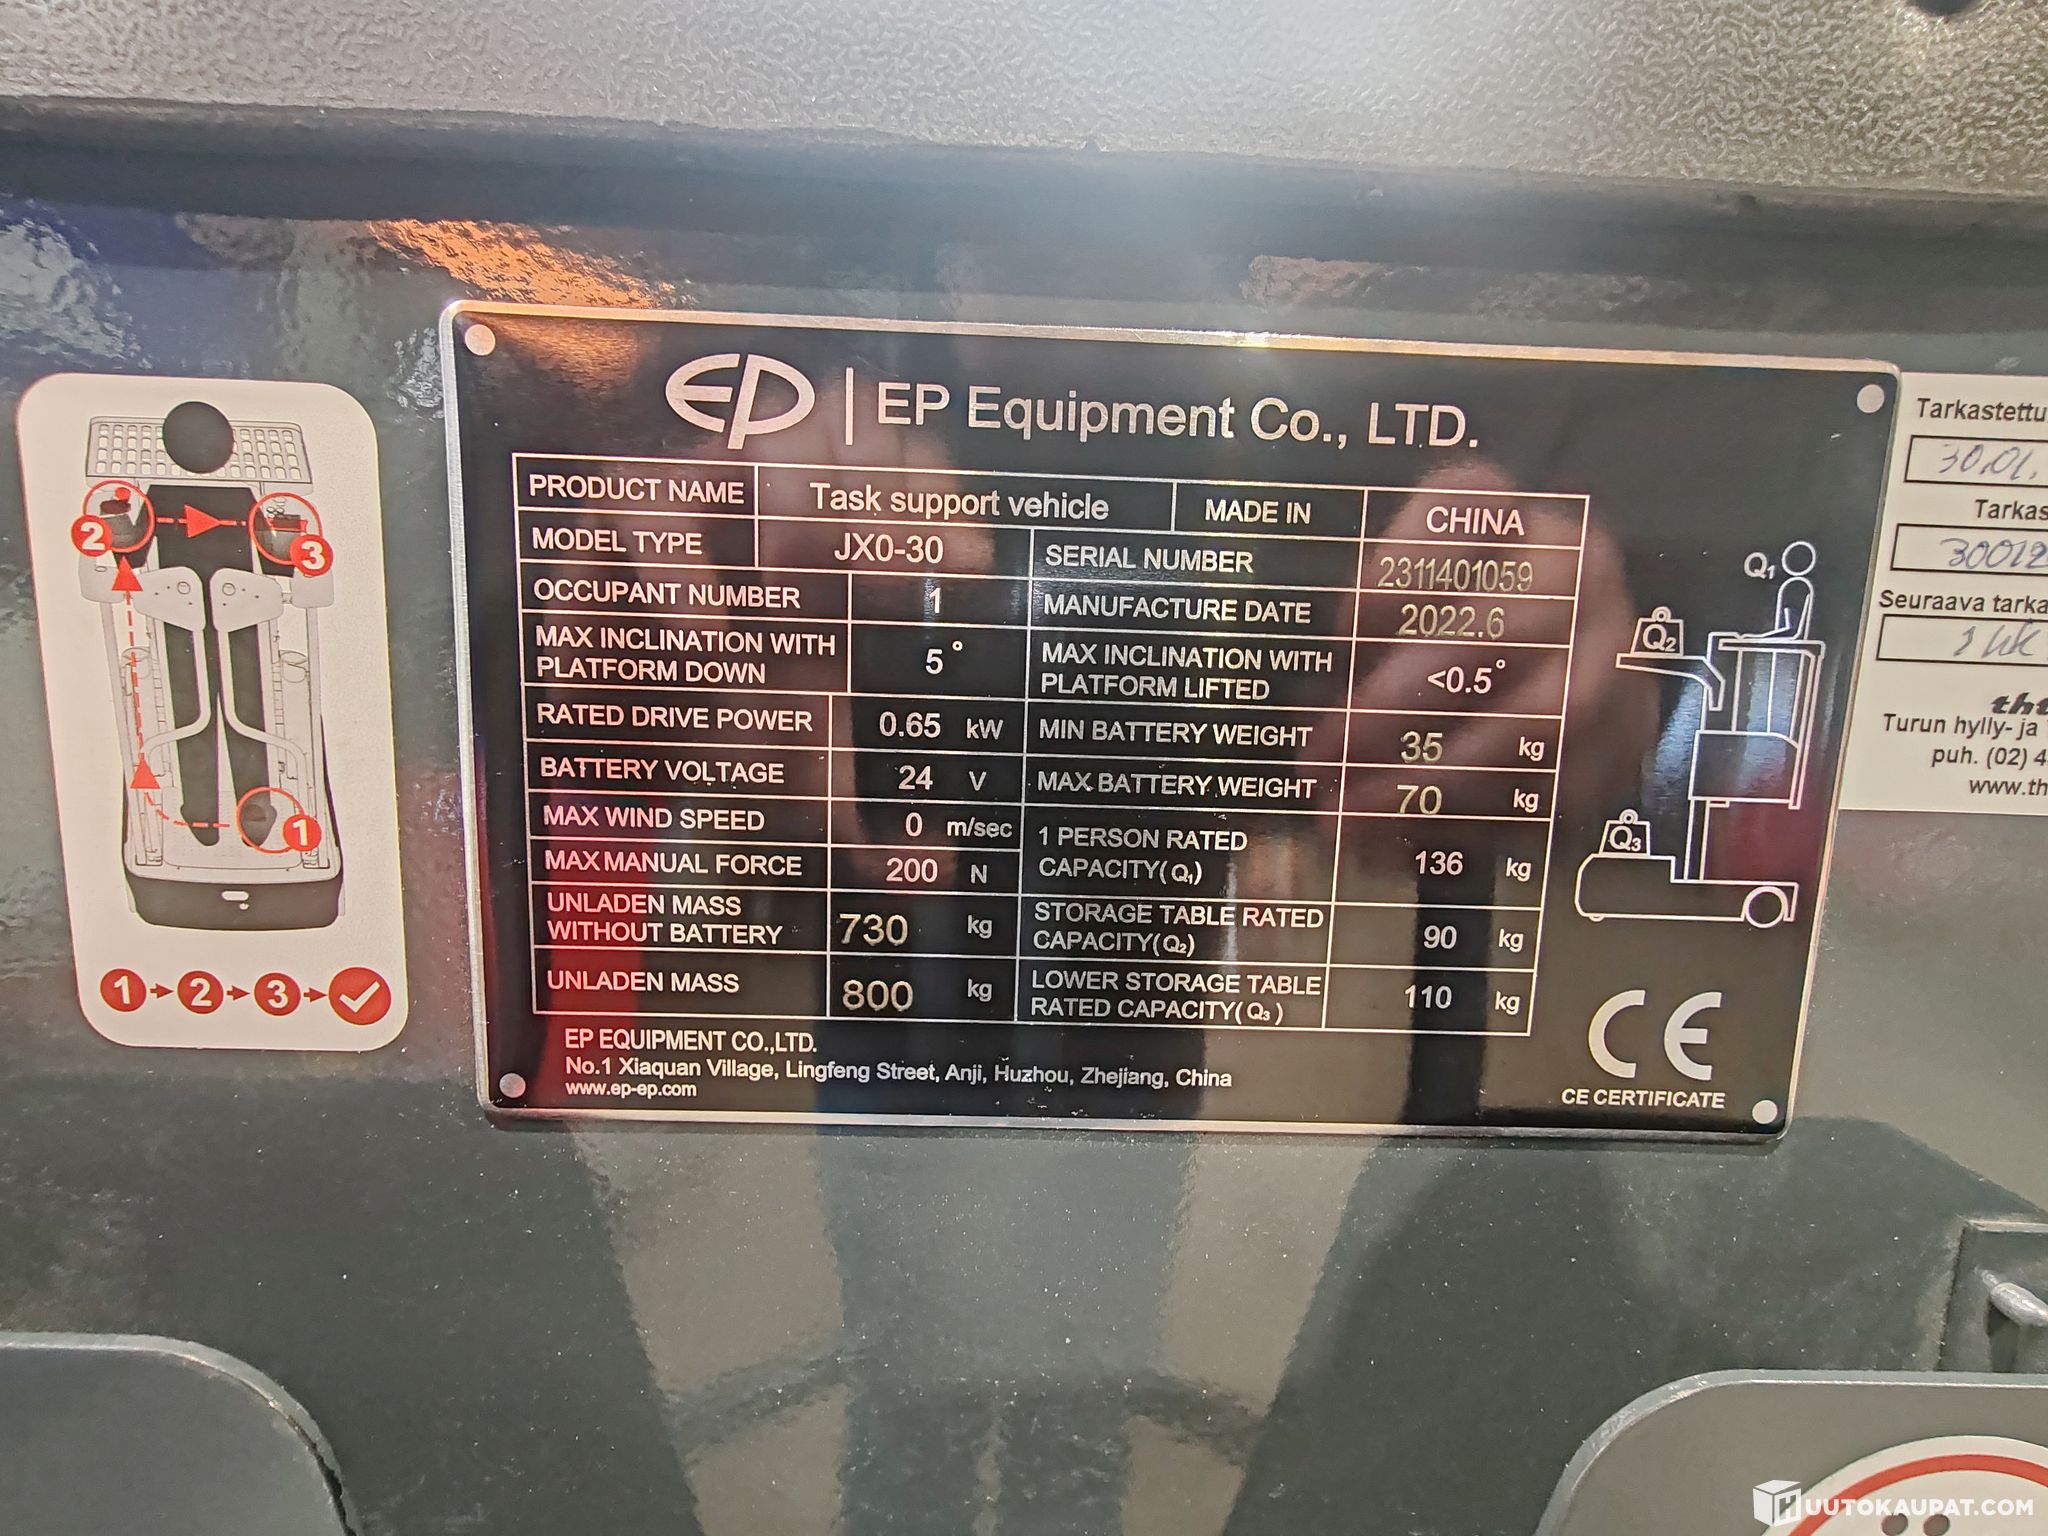 EP | EP Equipment Co., LTD.
PRODUCT NAME Task support vehicle MADE IN CHINA
MODEL TYPE JX0-30 SERIAL NUMBER 2311401059
OCCUPANT NUMBER 1 MANUFACTURE DATE 2022.6
MAX INCLINATION WITH
PLATFORM DOWN 5°
MAX INCLINATION WITH
PLATFORM LIFTED <0.5°
RATED DRIVE POWER 0.65 kW MIN BATTERY WEIGHT 35 kg
BATTERY VOLTAGE 24 V MAX BATTERY WEIGHT 70 kg
MAX WIND SPEED 0 m/sec
MAX MANUAL FORCE 200 N
1 PERSON RATED
CAPACITY(Q₁) 136 kg
UNLADEN MASS
WITHOUT BATTERY 730 kg
STORAGE TABLE RATED
CAPACITY(Q₂) 90 kg
UNLADEN MASS 800 kg
LOWER STORAGE TABLE
RATED CAPACITY(Q₃) 110 kg
EP EQUIPMENT CO.,LTD.
No.1 Xiaquan Village, Lingfeng Street, Anji, Huzhou, Zhejiang, China
www.ep-ep.com
Q₁
Q₂
Q₃
CE
CE CERTIFICATE
2
3
1
1 2 3
Tarkastettu
30.01.
Seuraava
Turun hylly- ja
puh. (02) 4
HUUTOKAUPAT.COM